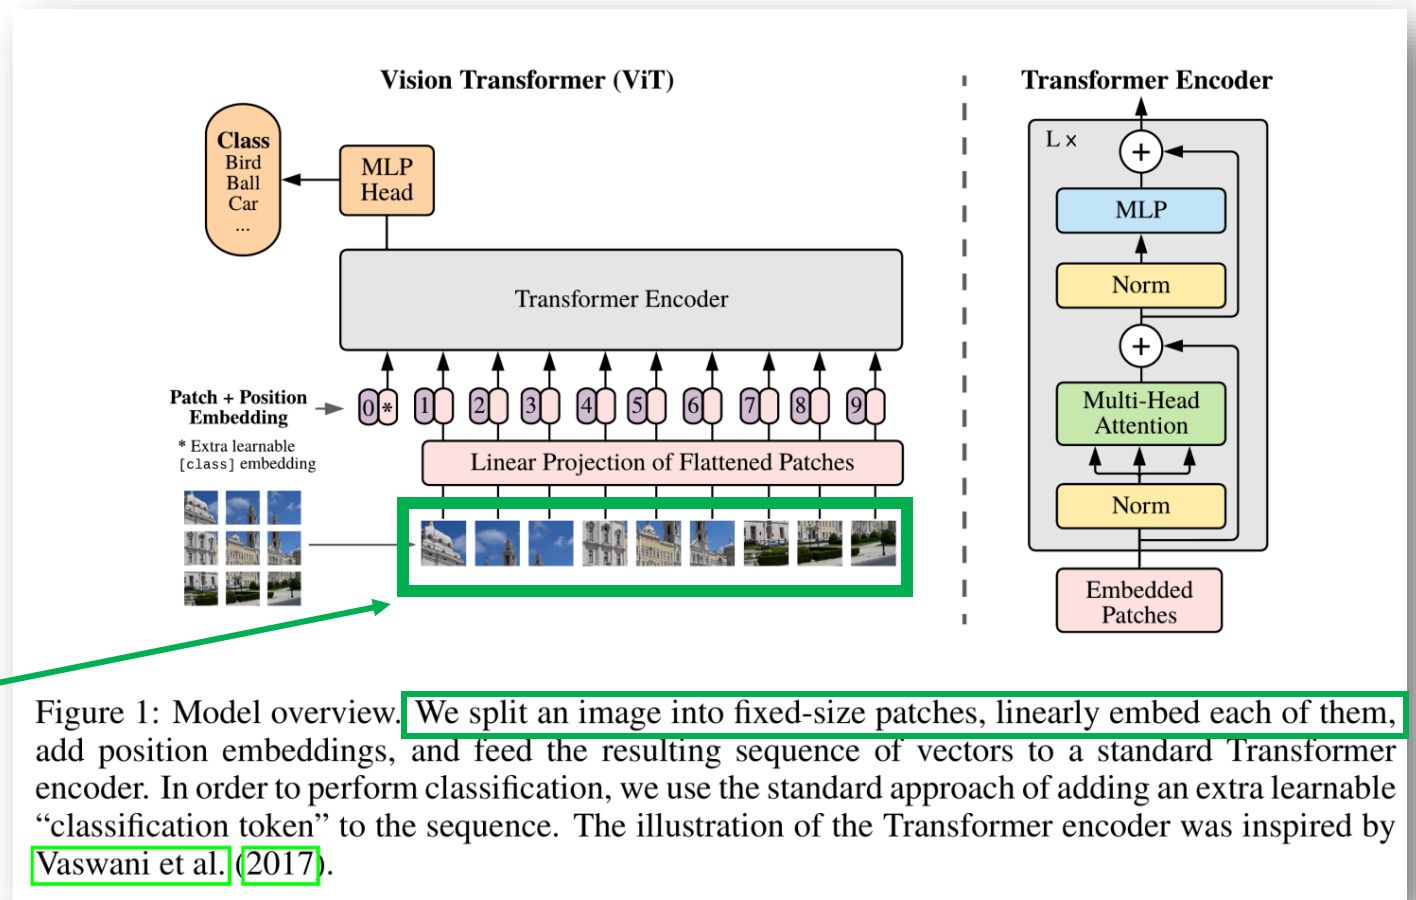 Vision Transformer (ViT)
Class
Bird
Ball
Car
...
MLP
Head
Transformer Encoder
Patch + Position
Embedding
* Extra learnable
[class] embedding
0 * 1 2 3 4 5 6 7 8 9
Linear Projection of Flattened Patches
Transformer Encoder
L ×
+
MLP
Norm
+
Multi-Head
Attention
Norm
Embedded
Patches
Figure 1: Model overview. We split an image into fixed-size patches, linearly embed each of them,
add position embeddings, and feed the resulting sequence of vectors to a standard Transformer
encoder. In order to perform classification, we use the standard approach of adding an extra learnable
“classification token” to the sequence. The illustration of the Transformer encoder was inspired by
Vaswani et al. (2017).